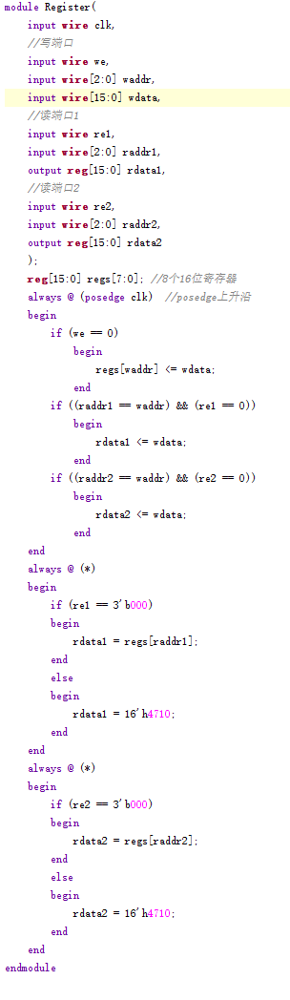 module Register(
input wire clk,
//写端口
input wire we,
input wire[2:0] waddr,
input wire[15:0] wdata,
//读端口1
input wire re1,
input wire[2:0] raddr1,
output reg[15:0] rdata1,
//读端口2
input wire re2,
input wire[2:0] raddr2,
output reg[15:0] rdata2
);
reg[15:0] regs[7:0]; //8个16位寄存器
always @ (posedge clk) //posedge上升沿
begin
if (we == 0)
begin
regs[waddr] <= wdata;
end
if ((raddr1 == waddr) && (re1 == 0))
begin
rdata1 <= wdata;
end
if ((raddr2 == waddr) && (re2 == 0))
begin
rdata2 <= wdata;
end
end
always @ (*)
begin
if (re1 == 3'b000)
begin
rdata1 = regs[raddr1];
end
else
begin
rdata1 = 16'h4710;
end
end
always @ (*)
begin
if (re2 == 3'b000)
begin
rdata2 = regs[raddr2];
end
else
begin
rdata2 = 16'h4710;
end
end
endmodule